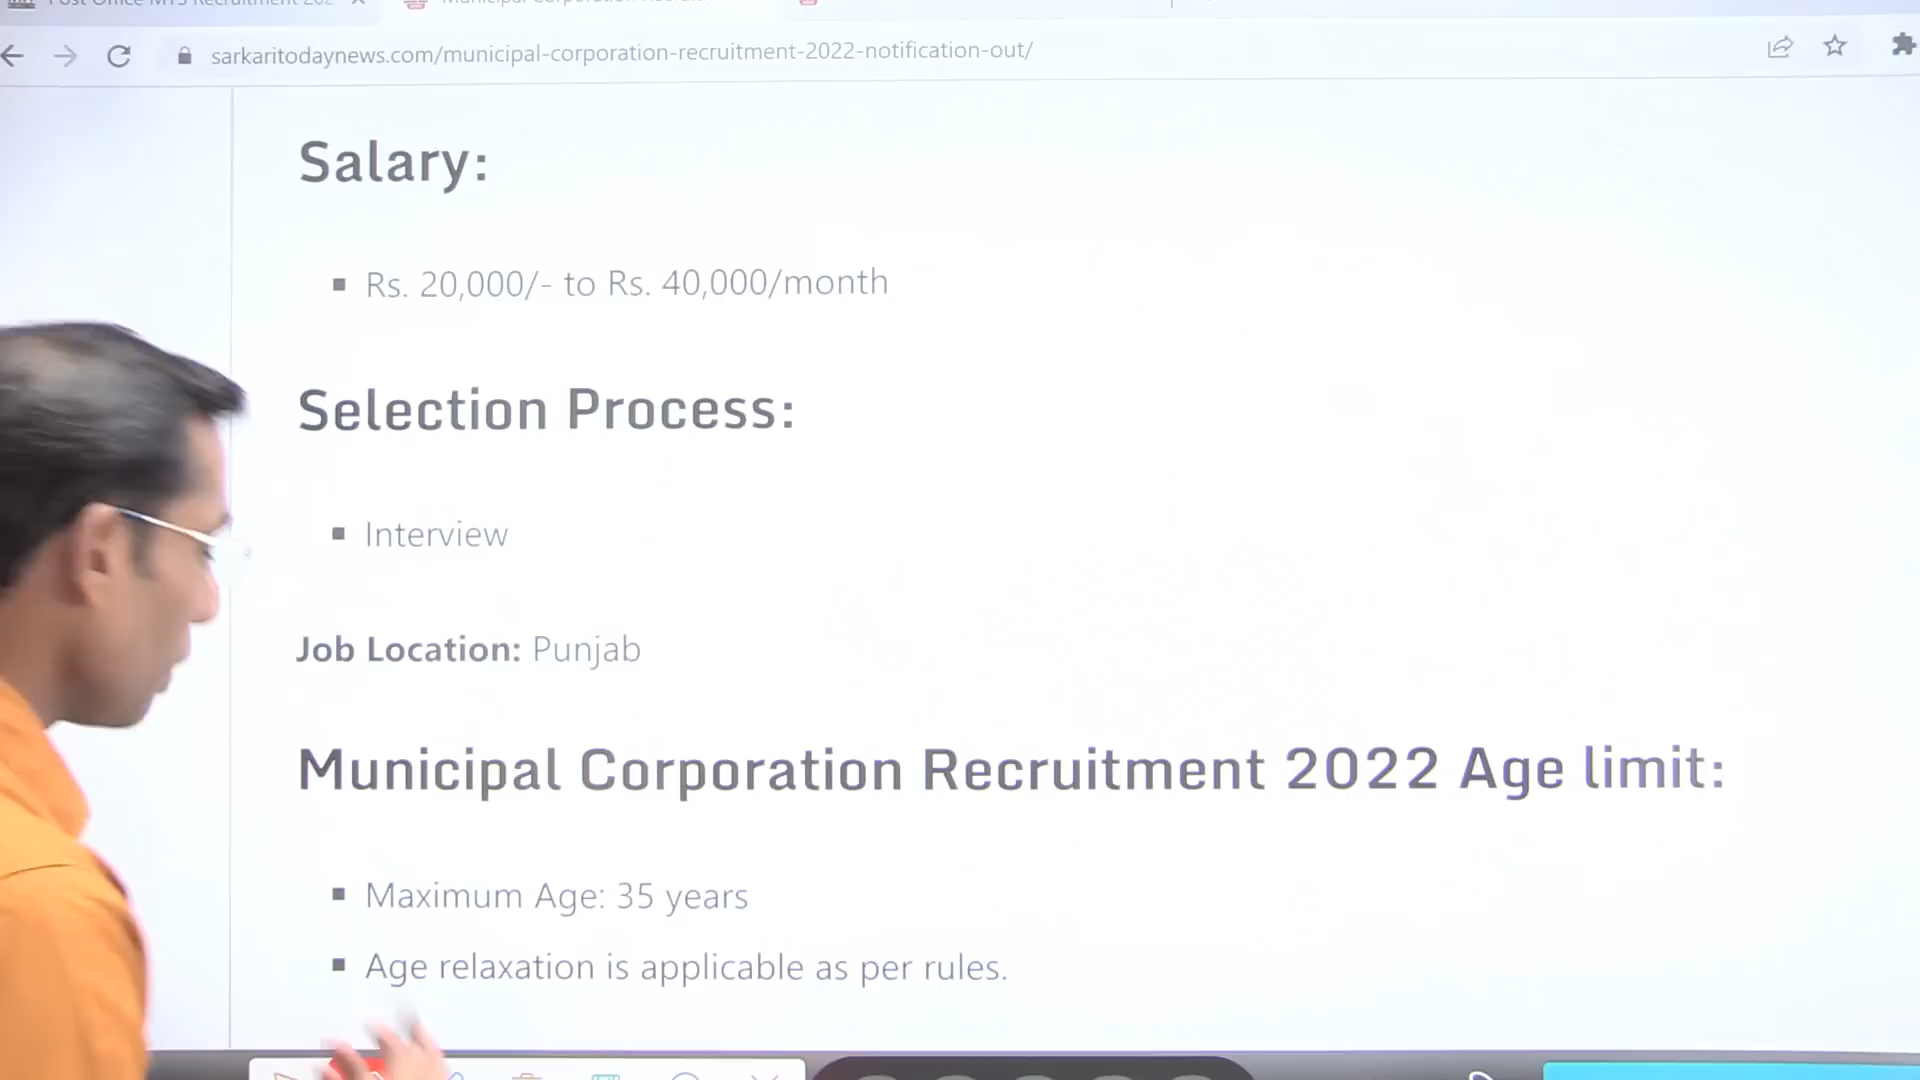 sarkaritodaynews.com/municipal-corporation-recruitment-2022-notification-out/
Salary:
Rs. 20,000/- to Rs. 40,000/month
Selection Process:
Interview
Job Location: Punjab
Municipal Corporation Recruitment 2022 Age limit:
Maximum Age: 35 years
Age relaxation is applicable as per rules.